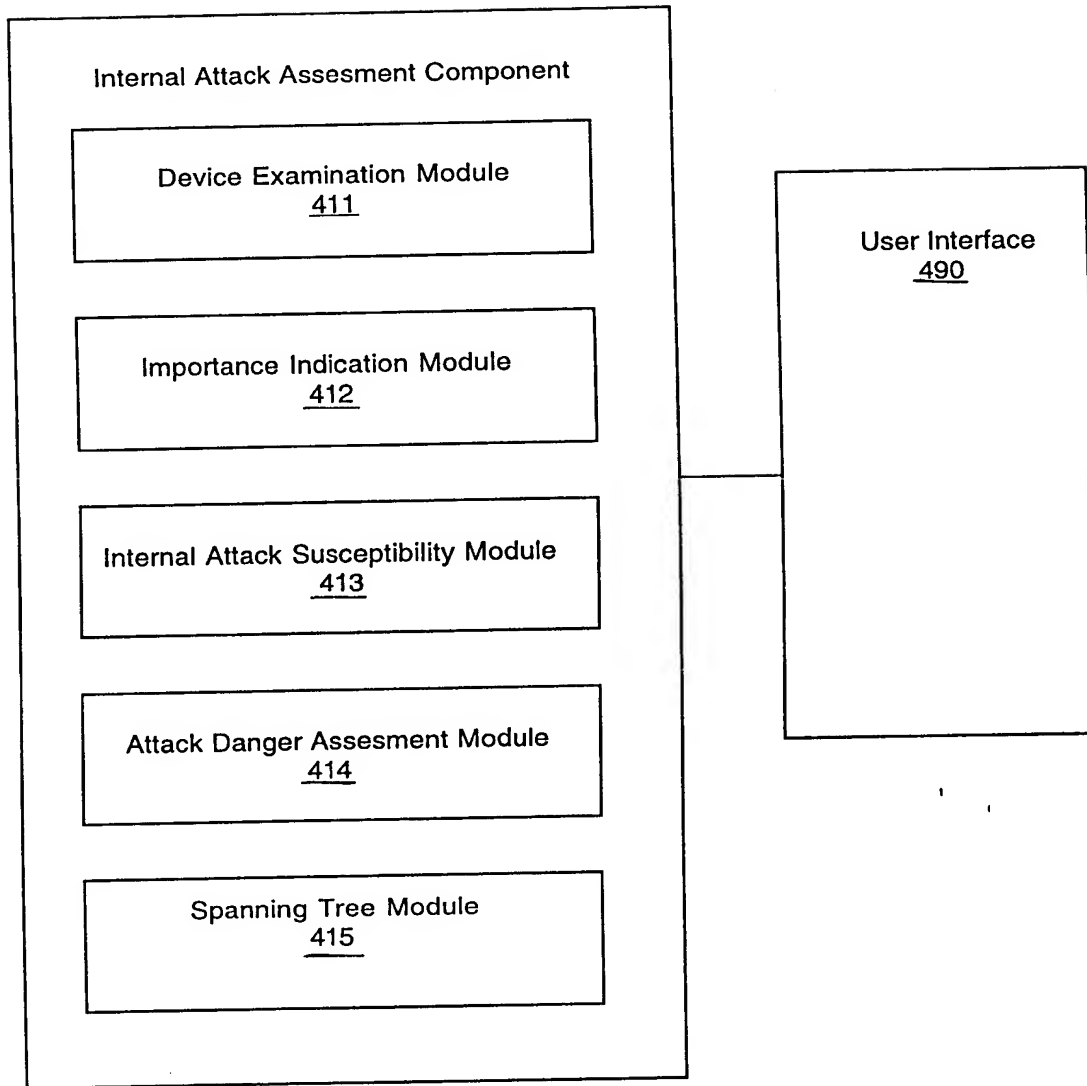 Internal Attack Assesment Component
Device Examination Module
411
Importance Indication Module
412
Internal Attack Susceptibility Module
413
Attack Danger Assesment Module
414
Spanning Tree Module
415
User Interface
490